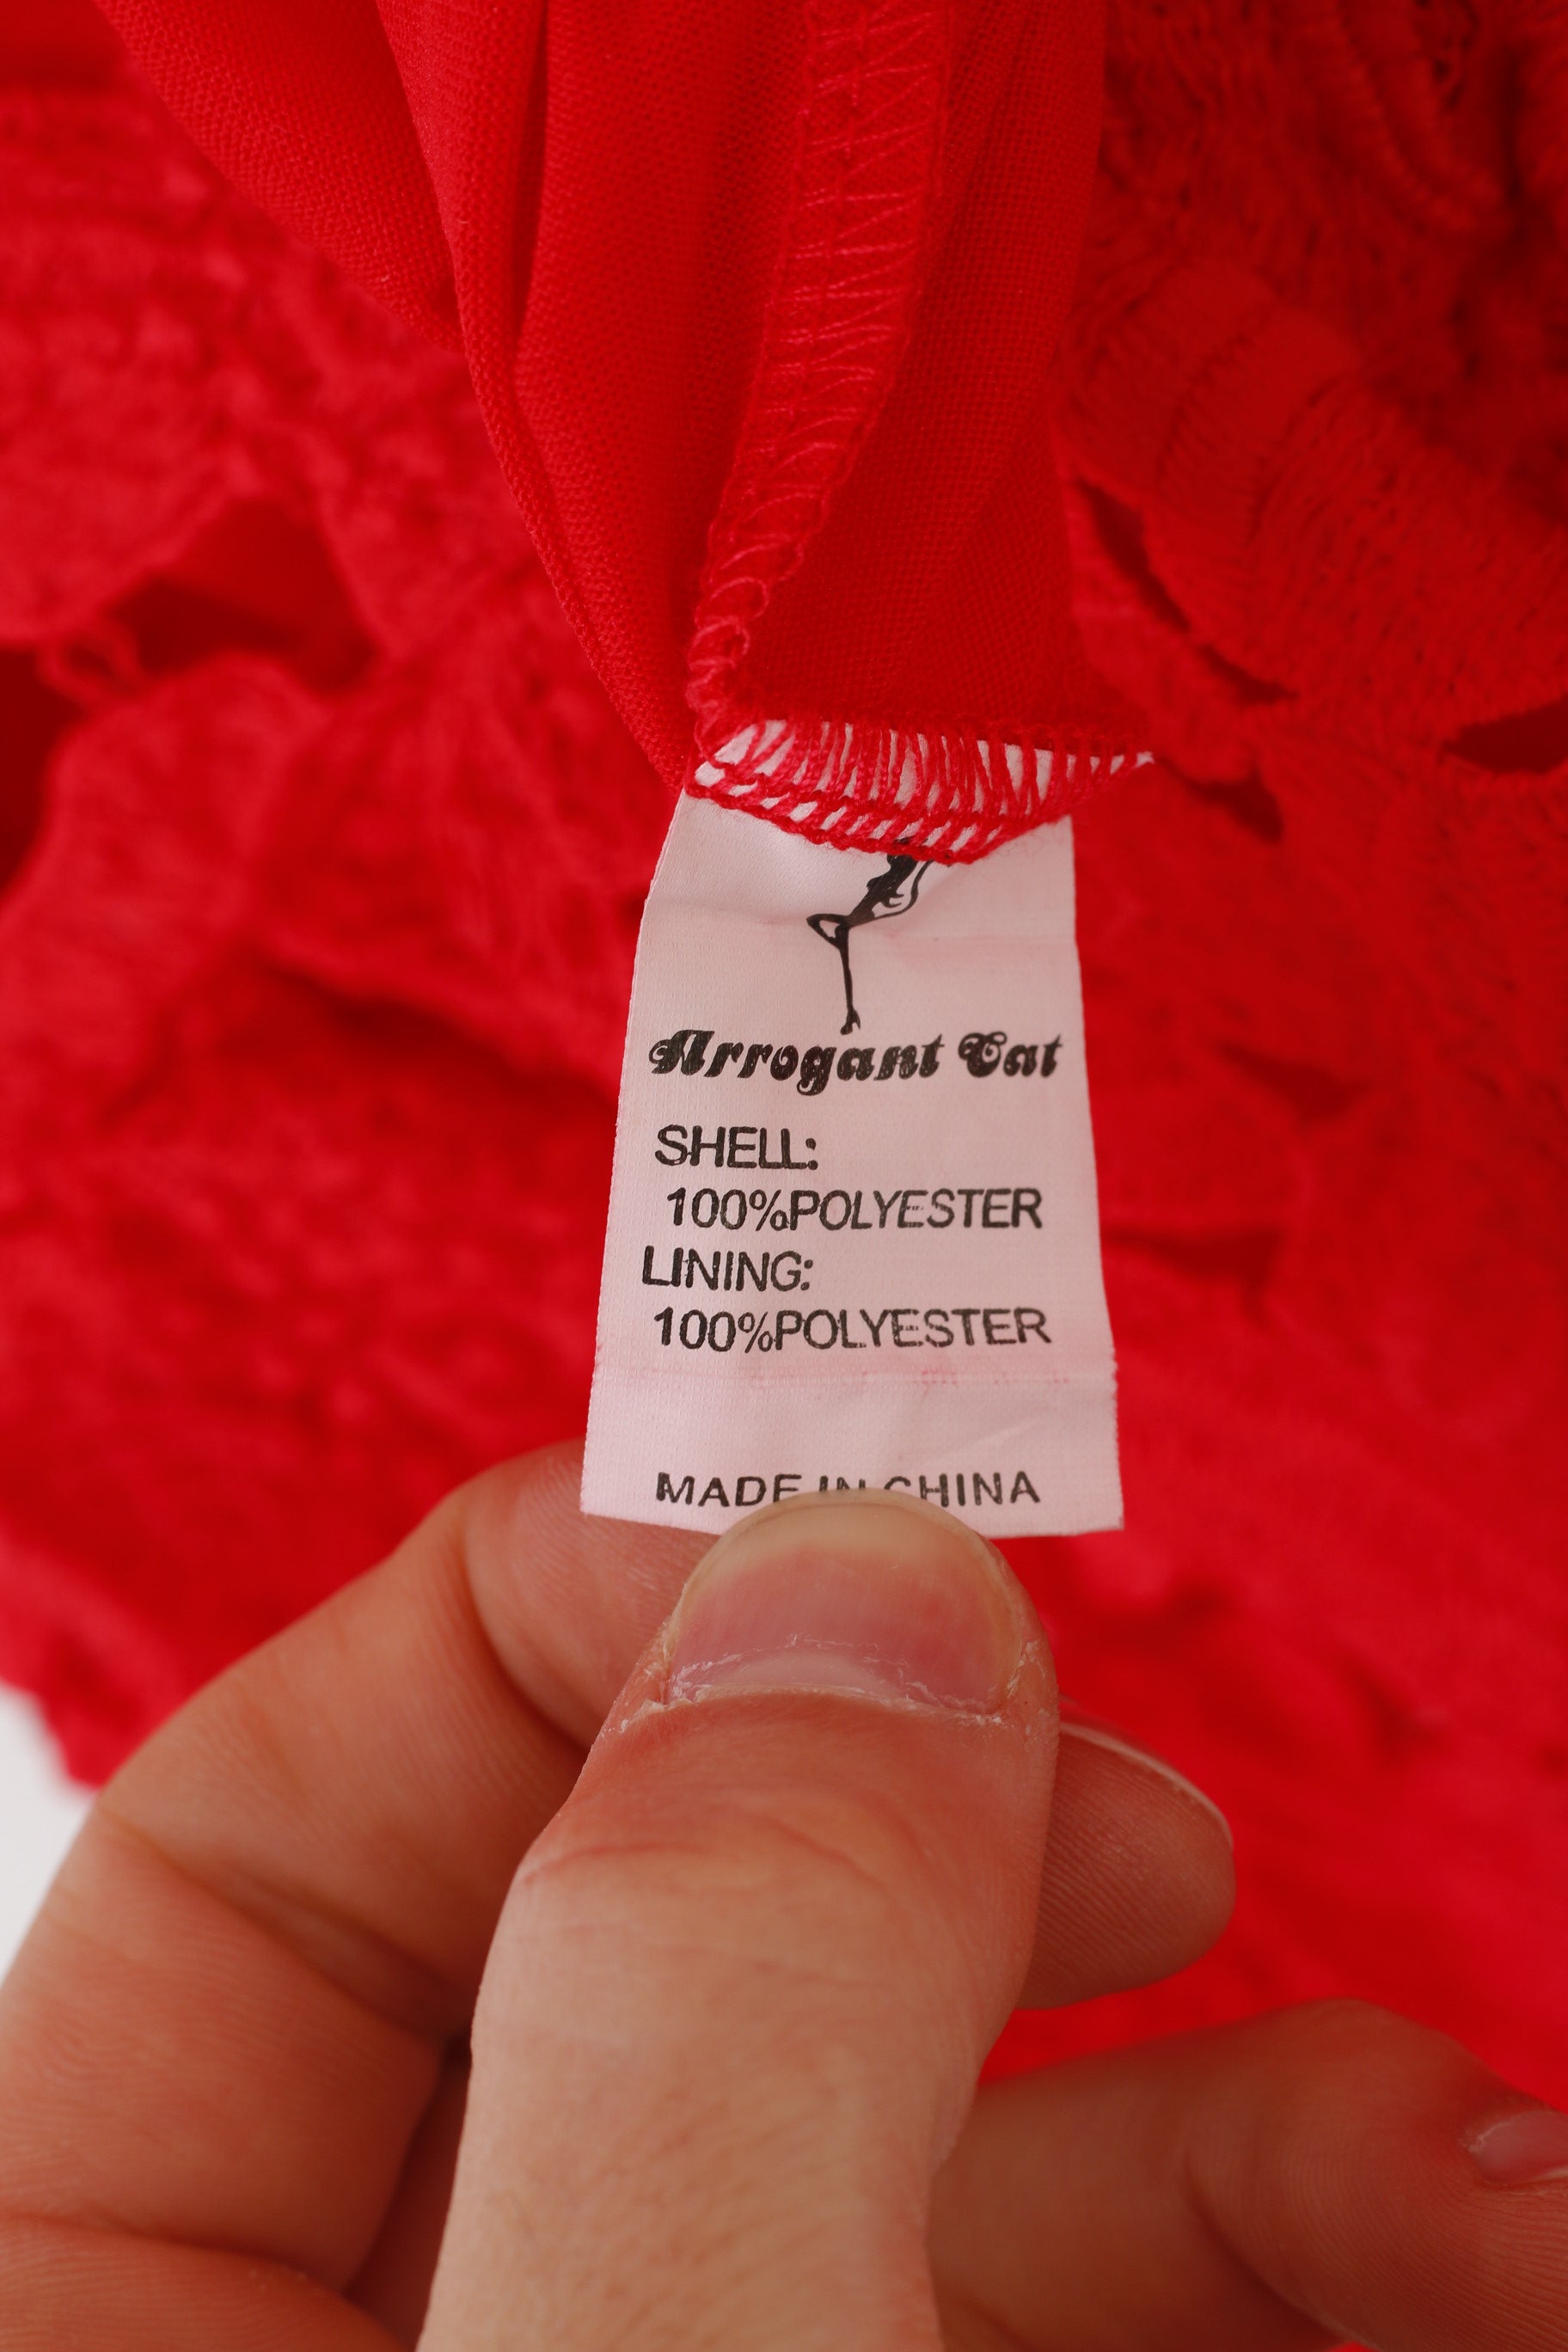 Arrogant Cat
SHELL:
100%POLYESTER
LINING:
100%POLYESTER
MADE IN CHINA